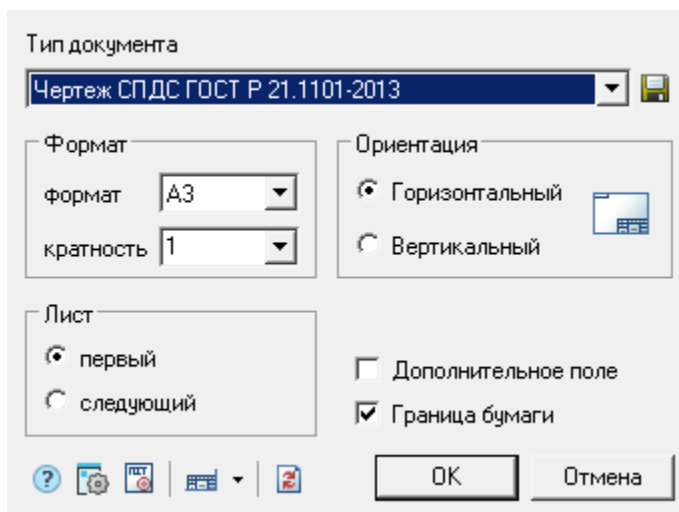 Тип документа
Чертеж СПДС ГОСТ Р 21.1101-2013
Формат
формат А3
кратность 1
Ориентация
Горизонтальный
Вертикальный
Лист
первый
следующий
Дополнительное поле
Граница бумаги
OK Отмена